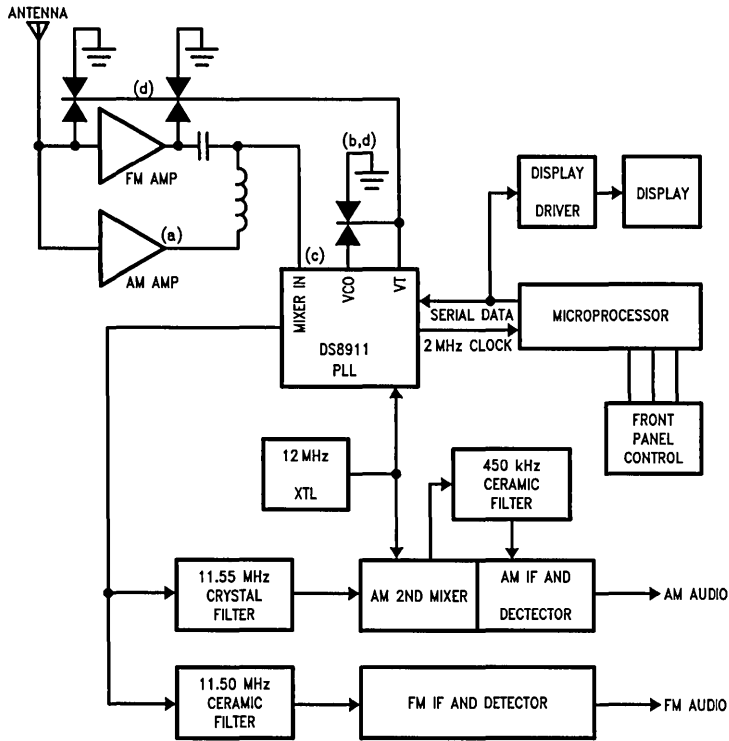 ANTENNA
(d)
(b,d)
FM AMP
(a)
AM AMP
(c)
MIXER IN
VCO
VT
DS8911
PLL
DISPLAY
DRIVER
DISPLAY
SERIAL DATA
2 MHz CLOCK
MICROPROCESSOR
FRONT
PANEL
CONTROL
12 MHz
XTL
450 kHz
CERAMIC
FILTER
11.55 MHz
CRYSTAL
FILTER
AM 2ND MIXER
AM IF AND
DECTECTOR
AM AUDIO
11.50 MHz
CERAMIC
FILTER
FM IF AND DETECTOR
FM AUDIO